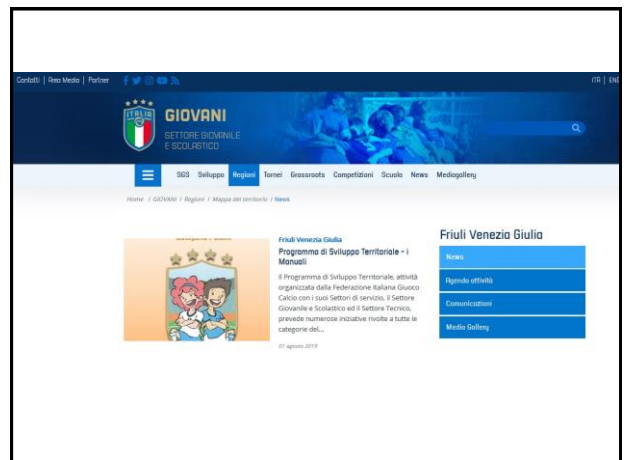 Contatti | Area Media | Partner
ITA | ENG
ITALIA
GIOVANI
SETTORE GIOVANILE
E SCOLASTICO
SGS Sviluppo Regioni Tornei Grassroots Competizioni Scuola News Mediagallery
Home / GIOVANI / Regioni / Mappa del territorio / News
Friuli Venezia Giulia
Programma di Sviluppo Territoriale - i
Manuali
Il Programma di Sviluppo Territoriale, attività
organizzata dalla Federazione Italiana Giuoco
Calcio con i suoi Settori di servizio, il Settore
Giovanile e Scolastico ed il Settore Tecnico,
prevede numerose iniziative rivolte a tutte le
categorie del...
01 agosto 2019
Friuli Venezia Giulia
News
Agenda attività
Comunicazioni
Media Gallery